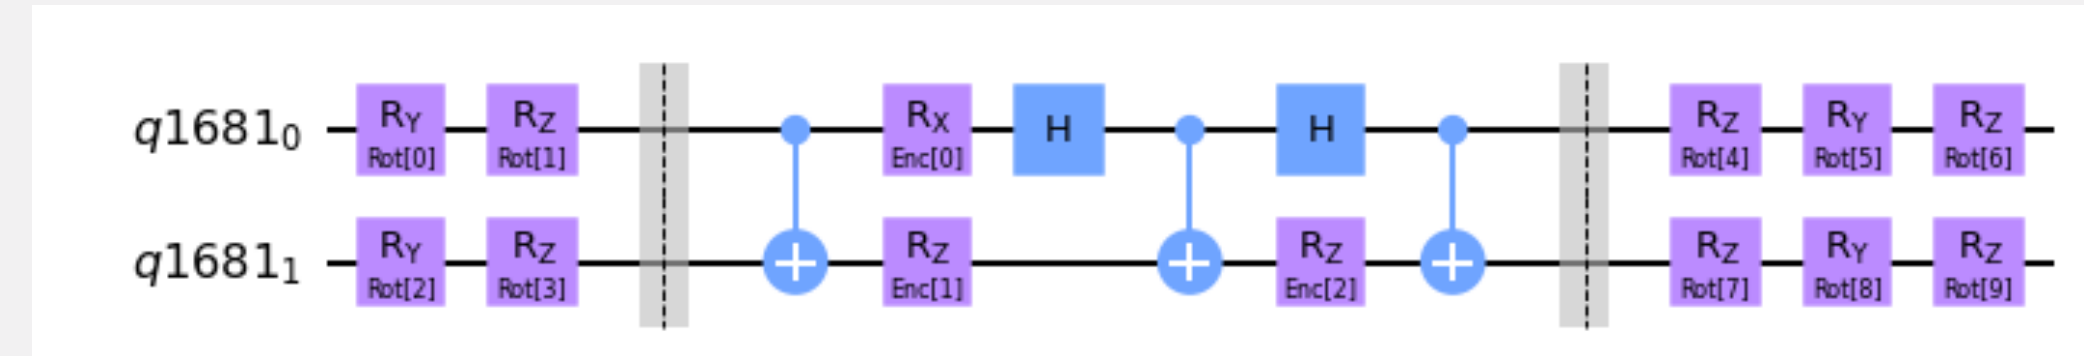 q1681₀ R_Y Rot[0] R_Z Rot[1] R_X Enc[0] H H R_Z Rot[4] R_Y Rot[5] R_Z Rot[6]
q1681₁ R_Y Rot[2] R_Z Rot[3] R_Z Enc[1] R_Z Enc[2] R_Z Rot[7] R_Y Rot[8] R_Z Rot[9]